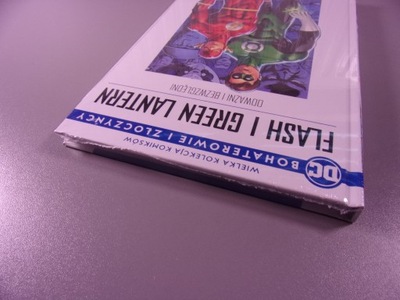 WIELKA KOLEKCJA KOMIKSÓW
DC BOHATEROWIE I ZŁOCZYŃCY
FLASH I GREEN LANTERN
ODWAŻNI I BEZWZGLĘDNI